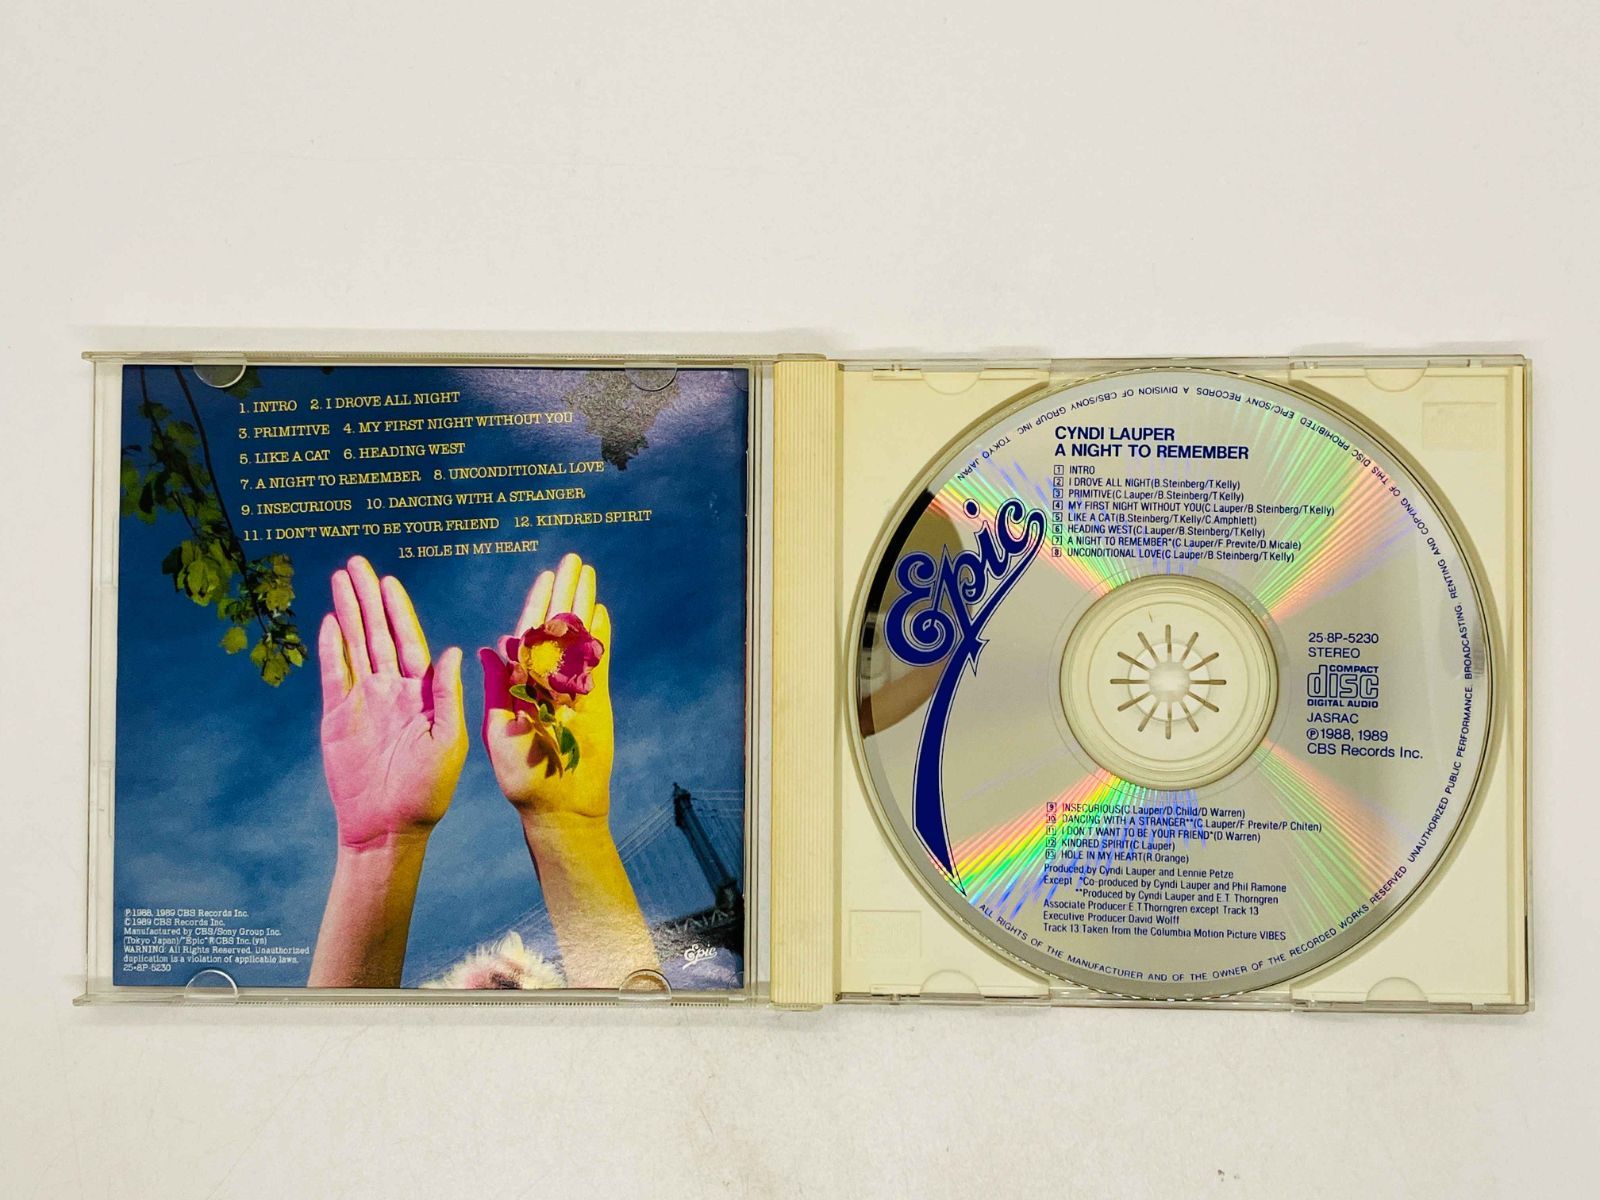 1. INTRO 2. I DROVE ALL NIGHT
3. PRIMITIVE 4. MY FIRST NIGHT WITHOUT YOU
5. LIKE A CAT 6. HEADING WEST
7. A NIGHT TO REMEMBER 8. UNCONDITIONAL LOVE
9. INSECURIOUS 10. DANCING WITH A STRANGER
11. I DON'T WANT TO BE YOUR FRIEND 12. KINDRED SPIRIT
13. HOLE IN MY HEART
℗1988, 1989 CBS Records Inc.
©1989 CBS Records Inc.
Manufactured by CBS/Sony Group Inc.
(Tokyo Japan)/"Epic"®CBS Inc.(ys)
WARNING: All Rights Reserved. Unauthorized
duplication is a violation of applicable laws.
25•8P-5230
Epic
Epic
CYNDI LAUPER
A NIGHT TO REMEMBER
1 INTRO
2 I DROVE ALL NIGHT(B.Steinberg/T.Kelly)
3 PRIMITIVE(C.Lauper/B.Steinberg/T.Kelly)
4 MY FIRST NIGHT WITHOUT YOU(C.Lauper/B.Steinberg/T.Kelly)
5 LIKE A CAT(B.Steinberg/T.Kelly/C.Amphlett)
6 HEADING WEST(C.Lauper/B.Steinberg/T.Kelly)
7 A NIGHT TO REMEMBER*(C.Lauper/F.Previte/D.Micale)
8 UNCONDITIONAL LOVE(C.Lauper/B.Steinberg/T.Kelly)
25·8P-5230
STEREO
COMPACT
disc
DIGITAL AUDIO
JASRAC
℗1988, 1989
CBS Records Inc.
9 INSECURIOUS(C.Lauper/D.Child/D.Warren)
10 DANCING WITH A STRANGER**(C.Lauper/F.Previte/P.Chiten)
11 I DON'T WANT TO BE YOUR FRIEND*(D.Warren)
12 KINDRED SPIRIT(C.Lauper)
13 HOLE IN MY HEART(R.Orange)
Produced by Cyndi Lauper and Lennie Petze
Except *Co-produced by Cyndi Lauper and Phil Ramone
**Produced by Cyndi Lauper and E.T. Thorngren
Associate Producer E.T.Thorngren except Track 13
Executive Producer:David Wolff
Track 13 Taken from the Columbia Motion Picture VIBES
ALL RIGHTS OF THE MANUFACTURER AND OF THE OWNER OF THE RECORDED WORKS RESERVED UNAUTHORIZED PUBLIC PERFORMANCE, BROADCASTING, RENTING AND COPYING OF THIS DISC PROHIBITED EPIC/SONY RECORDS. A DIVISION OF CBS/SONY GROUP INC. TOKYO JAPAN